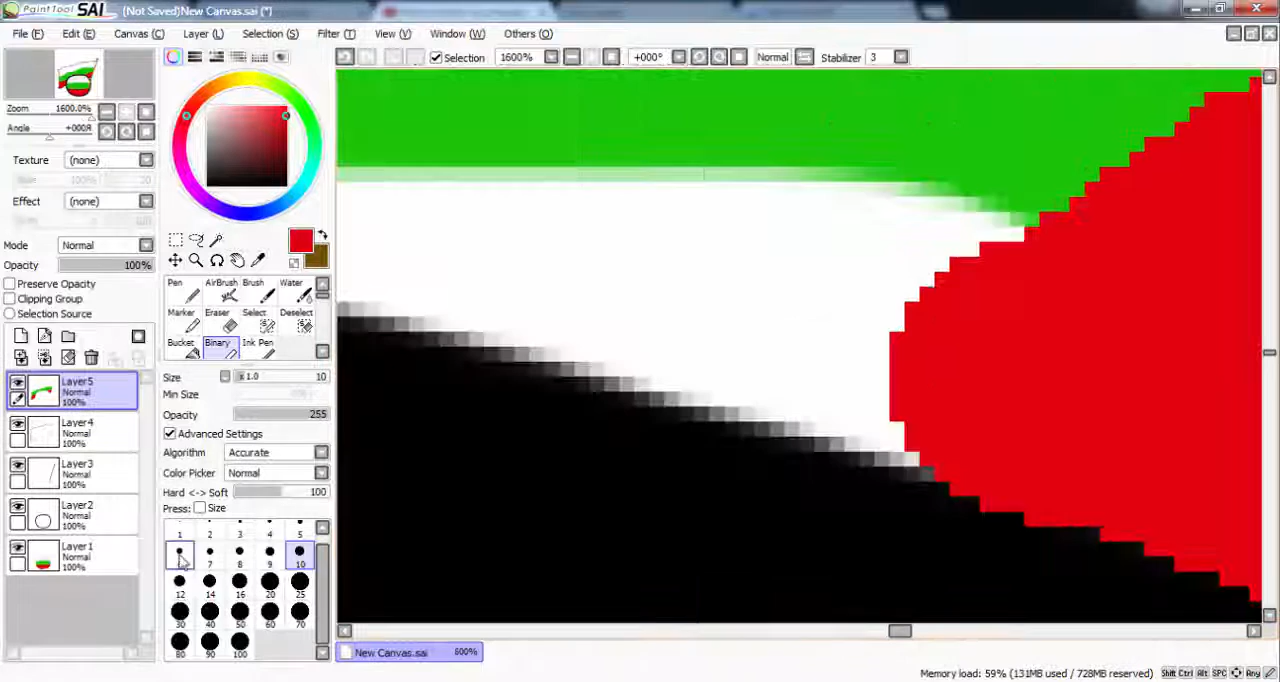 PaintTool SAI (Not Saved)New Canvas.sai (*)
File (F) Edit (E) Canvas (C) Layer (L) Selection (S) Filter (T) View (V) Window (W) Others (O)
Selection 1600% +000° Normal Stabilizer 3
Zoom 1600.0%
Angle +000Я
Texture (none)
Effect (none)
Mode Normal
Opacity 100%
Preserve Opacity
Clipping Group
Selection Source
Layer5
Normal
100%
Layer4
Normal
100%
Layer3
Normal
100%
Layer2
Normal
100%
Layer1
Normal
100%
Pen AirBrush Brush Water
Marker Eraser Select Deselect
Bucket Binary Ink Pen
Size x 1.0 10
Min Size
Opacity 255
Advanced Settings
Algorithm Accurate
Color Picker Normal
Hard <-> Soft 100
Press: Size
1 2 3 4 5
7 8 9 10
12 14 16 20 25
30 40 50 60 70
80 90 100
New Canvas.sai 600%
Memory load: 59% (131MB used / 728MB reserved) Shift Ctrl Alt SPC Any